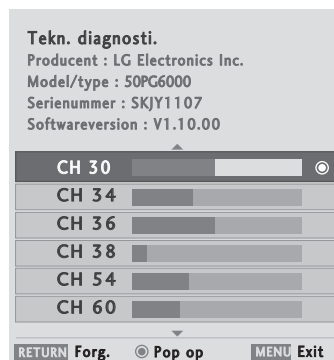 Tekn. diagnosti.
Producent : LG Electronics Inc.
Model/type : 50PG6000
Serienummer : SKJY1107
Softwareversion : V1.10.00
CH 30
CH 34
CH 36
CH 38
CH 54
CH 60
RETURN Forg. Pop op MENU Exit